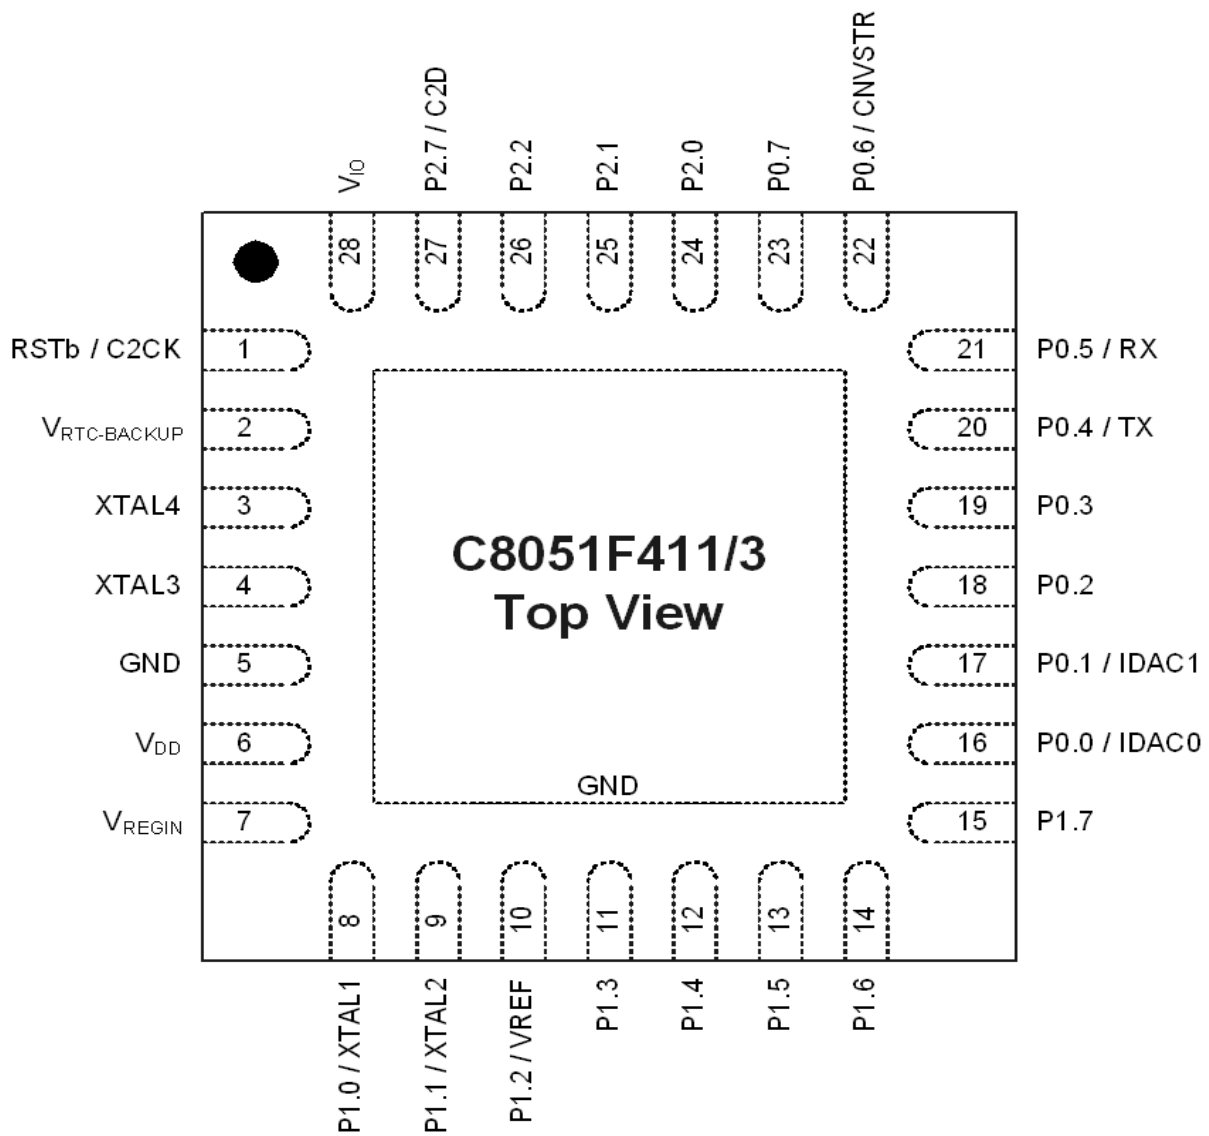 V_IO
P2.7 / C2D
P2.2
P2.1
P2.0
P0.7
P0.6 / CNVSTR
28
27
26
25
24
23
22
RSTb / C2CK
1
21
P0.5 / RX
V_RTC-BACKUP
2
20
P0.4 / TX
XTAL4
3
19
P0.3
XTAL3
4
18
P0.2
C8051F411/3
Top View
GND
5
17
P0.1 / IDAC1
V_DD
6
16
P0.0 / IDAC0
GND
V_REGIN
7
15
P1.7
8
9
10
11
12
13
14
P1.0 / XTAL1
P1.1 / XTAL2
P1.2 / VREF
P1.3
P1.4
P1.5
P1.6